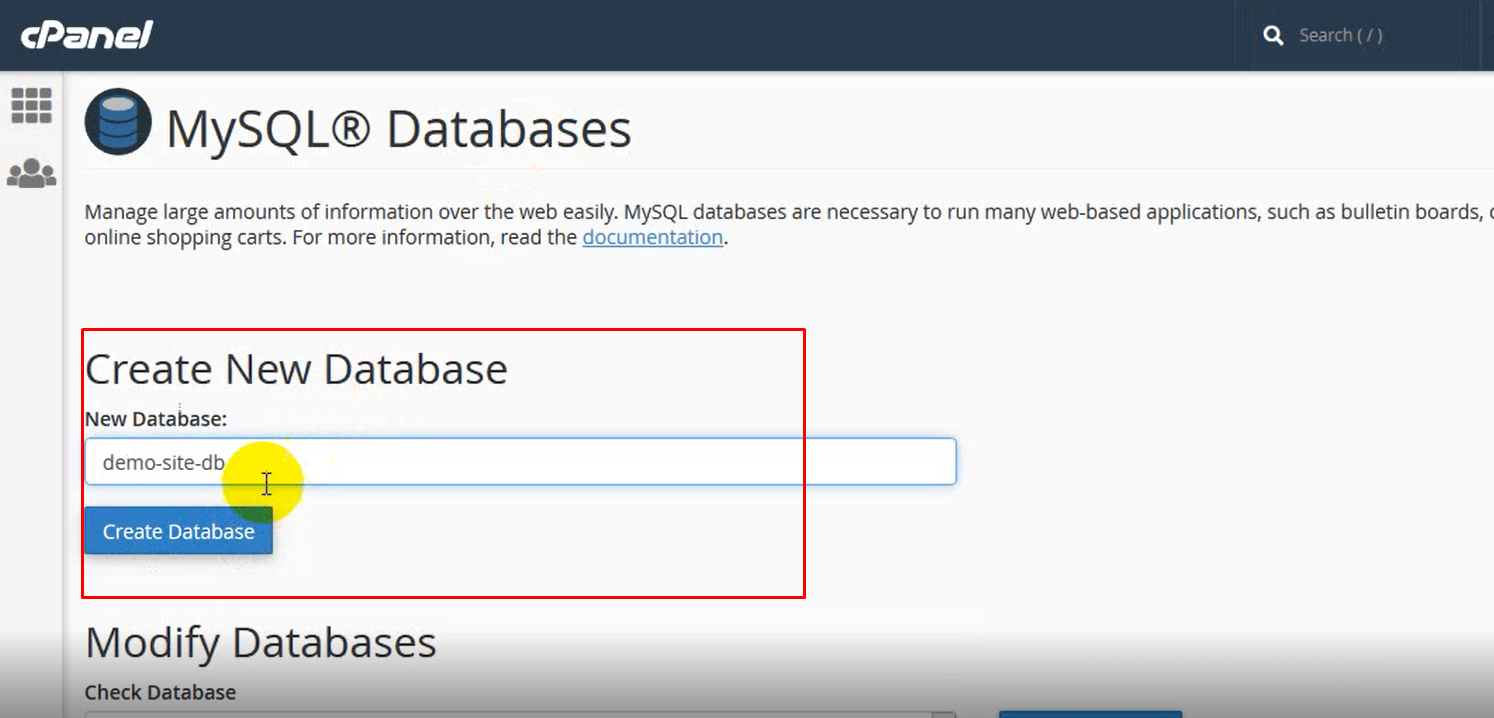 cPanel
Search ( / )
MySQL® Databases
Manage large amounts of information over the web easily. MySQL databases are necessary to run many web-based applications, such as bulletin boards,
online shopping carts. For more information, read the documentation.
Create New Database
New Database:
demo-site-db
Create Database
Modify Databases
Check Database